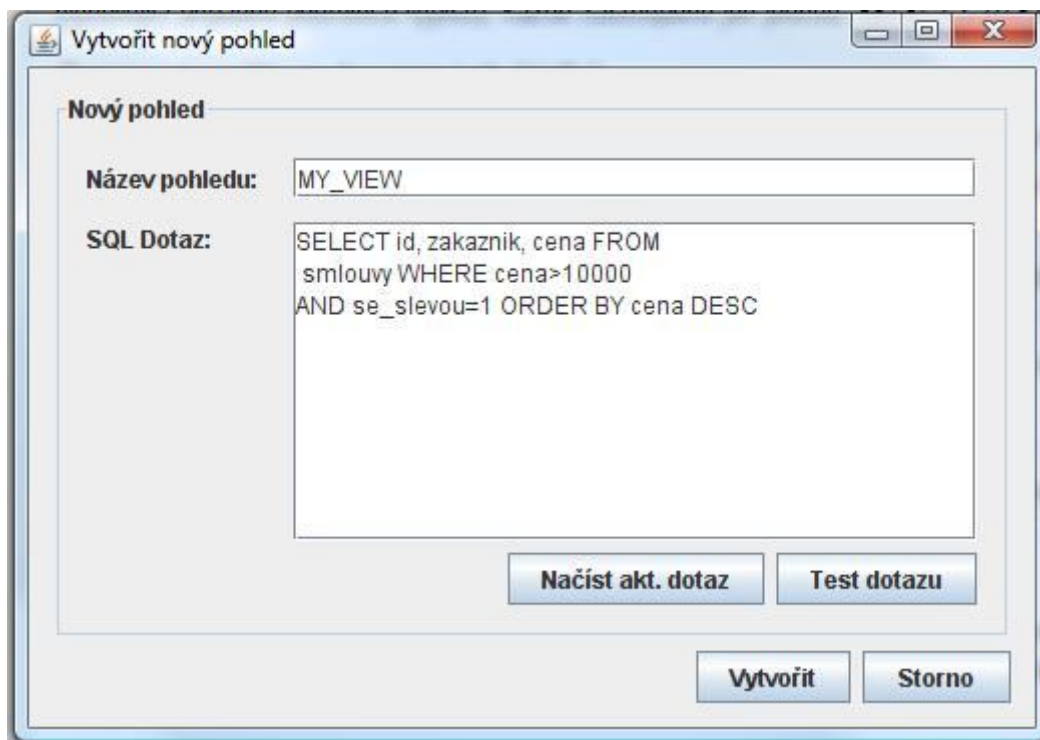 Vytvořit nový pohled
Nový pohled
Název pohledu: MY_VIEW
SQL Dotaz: SELECT id, zakaznik, cena FROM
smlouvy WHERE cena>10000
AND se_slevou=1 ORDER BY cena DESC
Načíst akt. dotaz Test dotazu
Vytvořit Storno